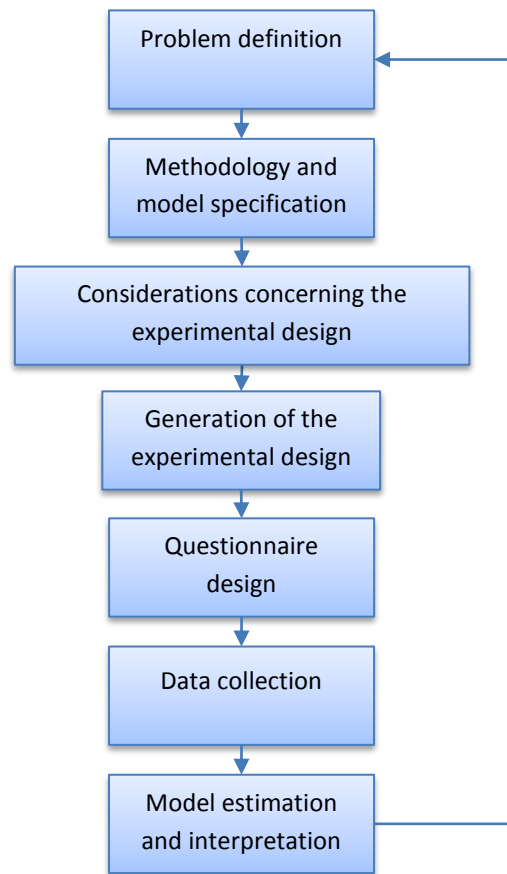 Problem definition
Methodology and
model specification
Considerations concerning the
experimental design
Generation of the
experimental design
Questionnaire
design
Data collection
Model estimation
and interpretation